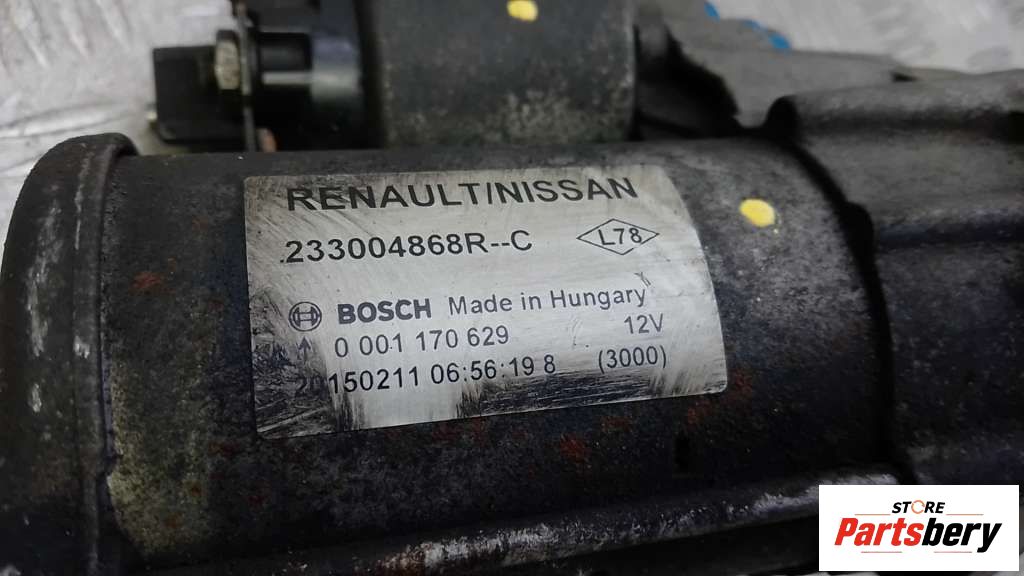 RENAULT/NISSAN
233004868R--C L78
BOSCH Made in Hungary
0 001 170 629 12V
20150211 06:56:19 8 (3000)
STORE
Partsbery